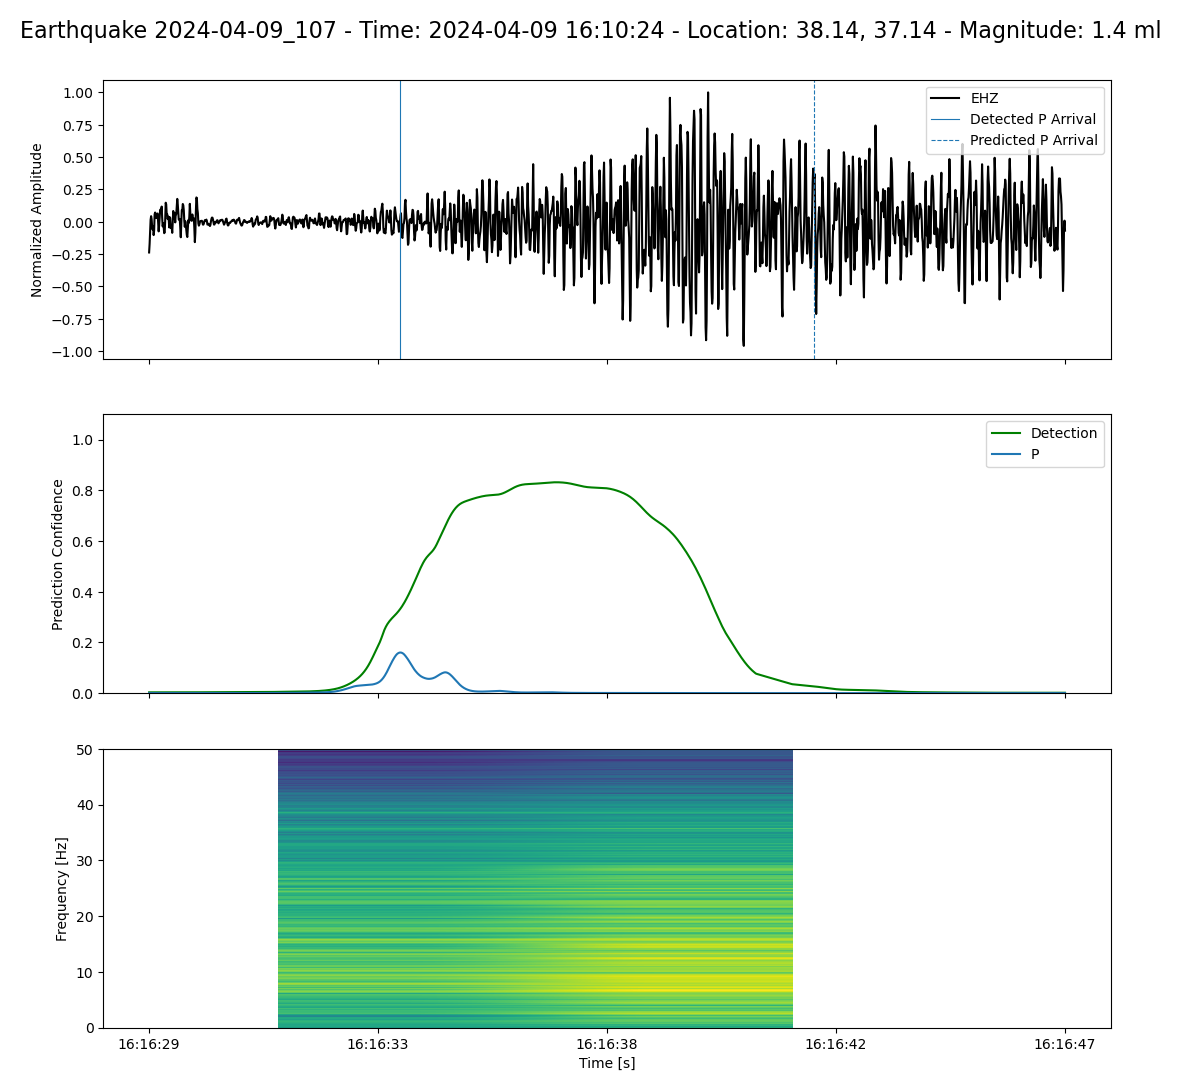 Earthquake 2024-04-09_107 - Time: 2024-04-09 16:10:24 - Location: 38.14, 37.14 - Magnitude: 1.4 ml
Normalized Amplitude
1.00
0.75
0.50
0.25
0.00
−0.25
−0.50
−0.75
−1.00
EHZ
Detected P Arrival
Predicted P Arrival
Prediction Confidence
1.0
0.8
0.6
0.4
0.2
0.0
Detection
P
Frequency [Hz]
50
40
30
20
10
0
16:16:29 16:16:33 16:16:38 16:16:42 16:16:47
Time [s]